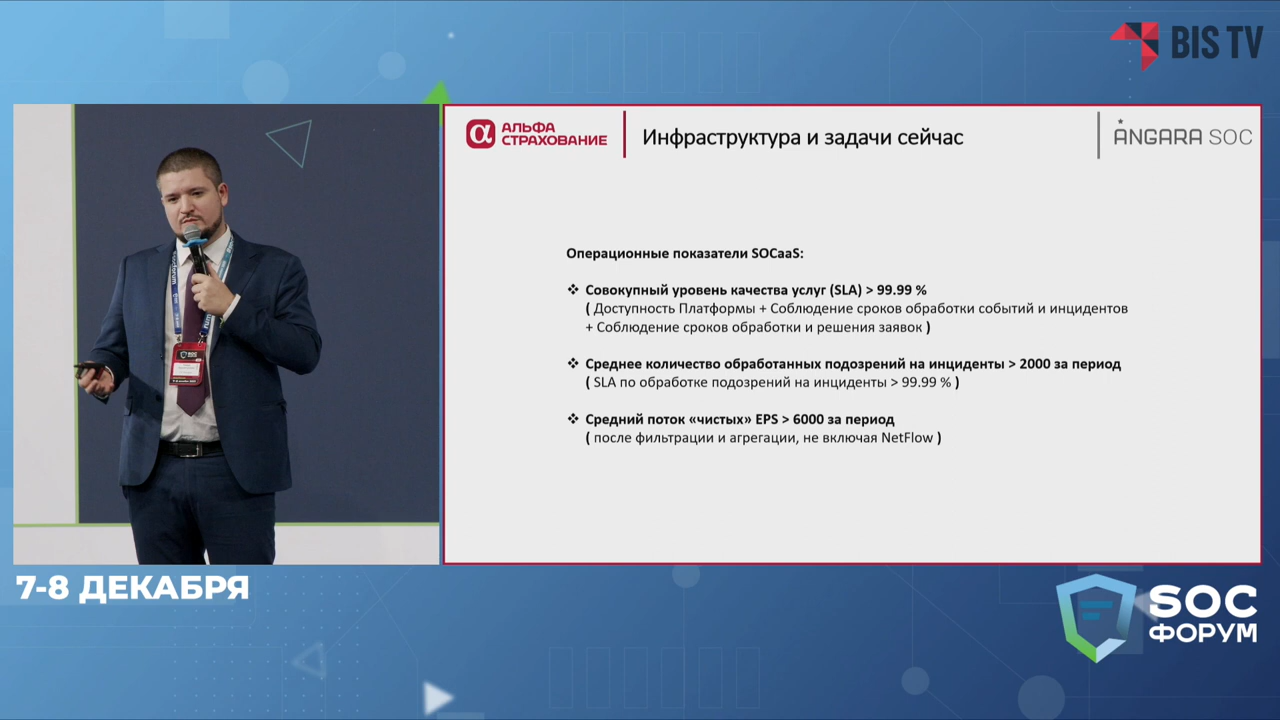 BIS TV
АЛЬФА
СТРАХОВАНИЕ
Инфраструктура и задачи сейчас
ANGARA SOC
Операционные показатели SOCaaS:
❖ Совокупный уровень качества услуг (SLA) > 99.99 %
( Доступность Платформы + Соблюдение сроков обработки событий и инцидентов
+ Соблюдение сроков обработки и решения заявок )
❖ Среднее количество обработанных подозрений на инциденты > 2000 за период
( SLA по обработке подозрений на инциденты > 99.99 % )
❖ Средний поток «чистых» EPS > 6000 за период
( после фильтрации и агрегации, не включая NetFlow )
SOC
7-8 ДЕКАБРЯ
SOC
ФОРУМ